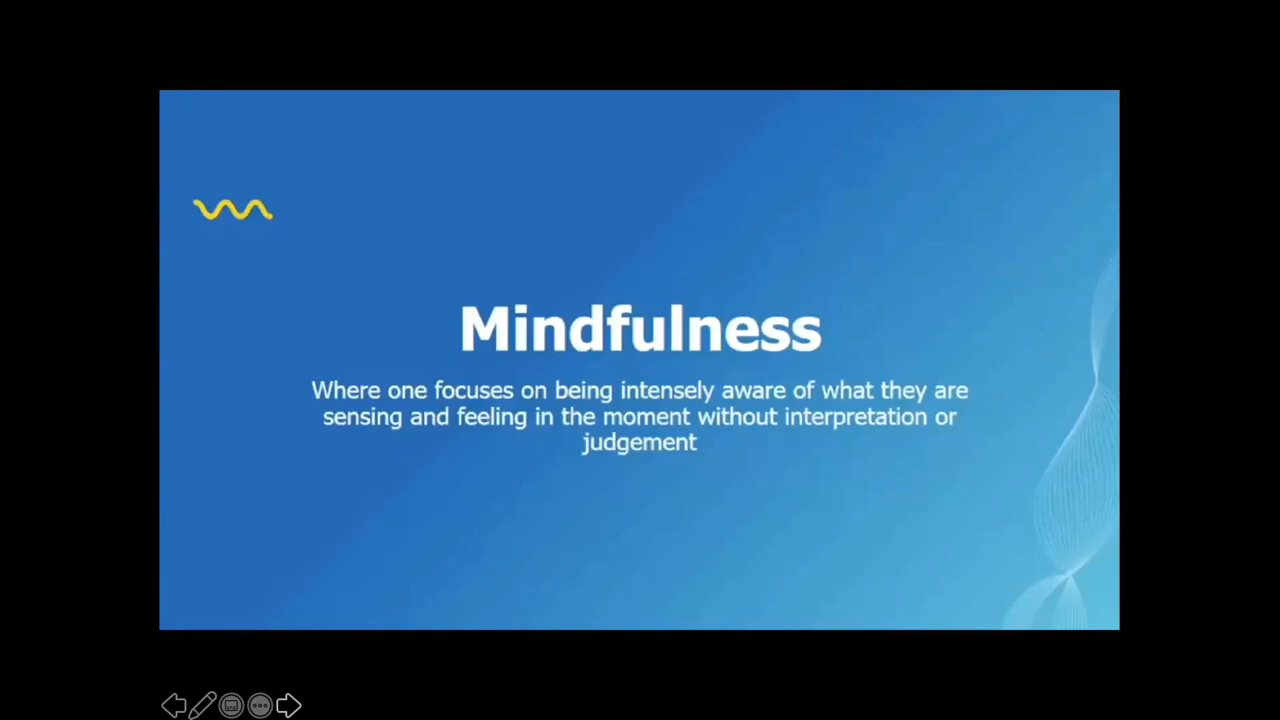 Mindfulness
Where one focuses on being intensely aware of what they are
sensing and feeling in the moment without interpretation or
judgement